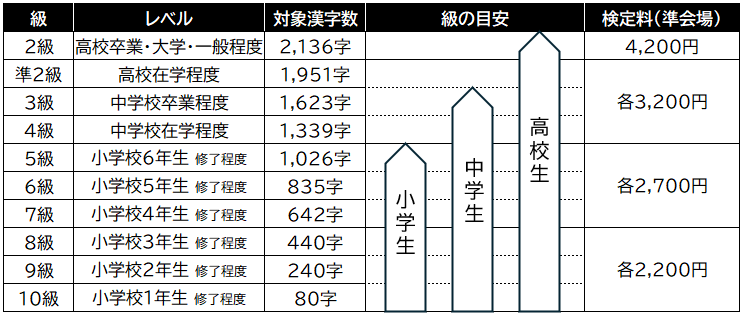 級 レベル 対象漢字数 級の目安 検定料(準会場)
2級 高校卒業・大学・一般程度 2,136字 4,200円
準2級 高校在学程度 1,951字
3級 中学校卒業程度 1,623字 各3,200円
4級 中学校在学程度 1,339字
5級 小学校6年生 修了程度 1,026字
6級 小学校5年生 修了程度 835字 各2,700円
7級 小学校4年生 修了程度 642字
8級 小学校3年生 修了程度 440字
9級 小学校2年生 修了程度 240字 各2,200円
10級 小学校1年生 修了程度 80字
小学生
中学生
高校生